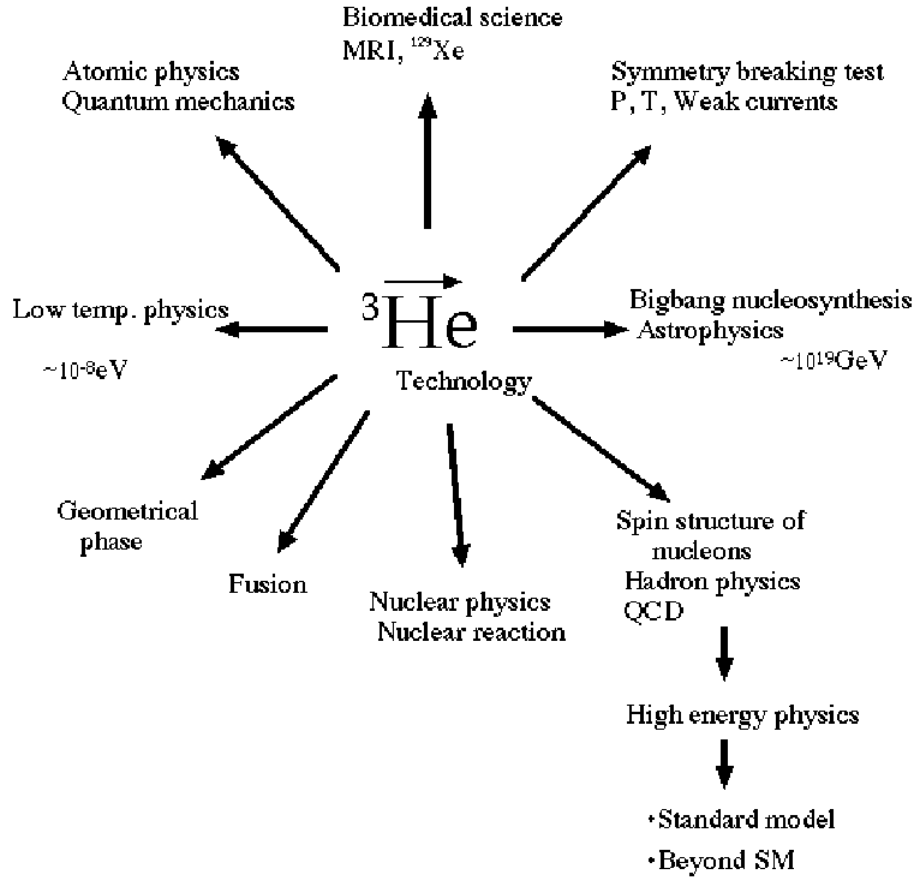 Biomedical science
MRI, ¹²⁹Xe
Atomic physics
Quantum mechanics
Symmetry breaking test
P, T, Weak currents
Low temp. physics
~10⁻⁸eV
³He
Technology
Bigbang nucleosynthesis
Astrophysics
~10¹⁹GeV
Geometrical
phase
Fusion
Nuclear physics
Nuclear reaction
Spin structure of
nucleons
Hadron physics
QCD
High energy physics
·Standard model
·Beyond SM